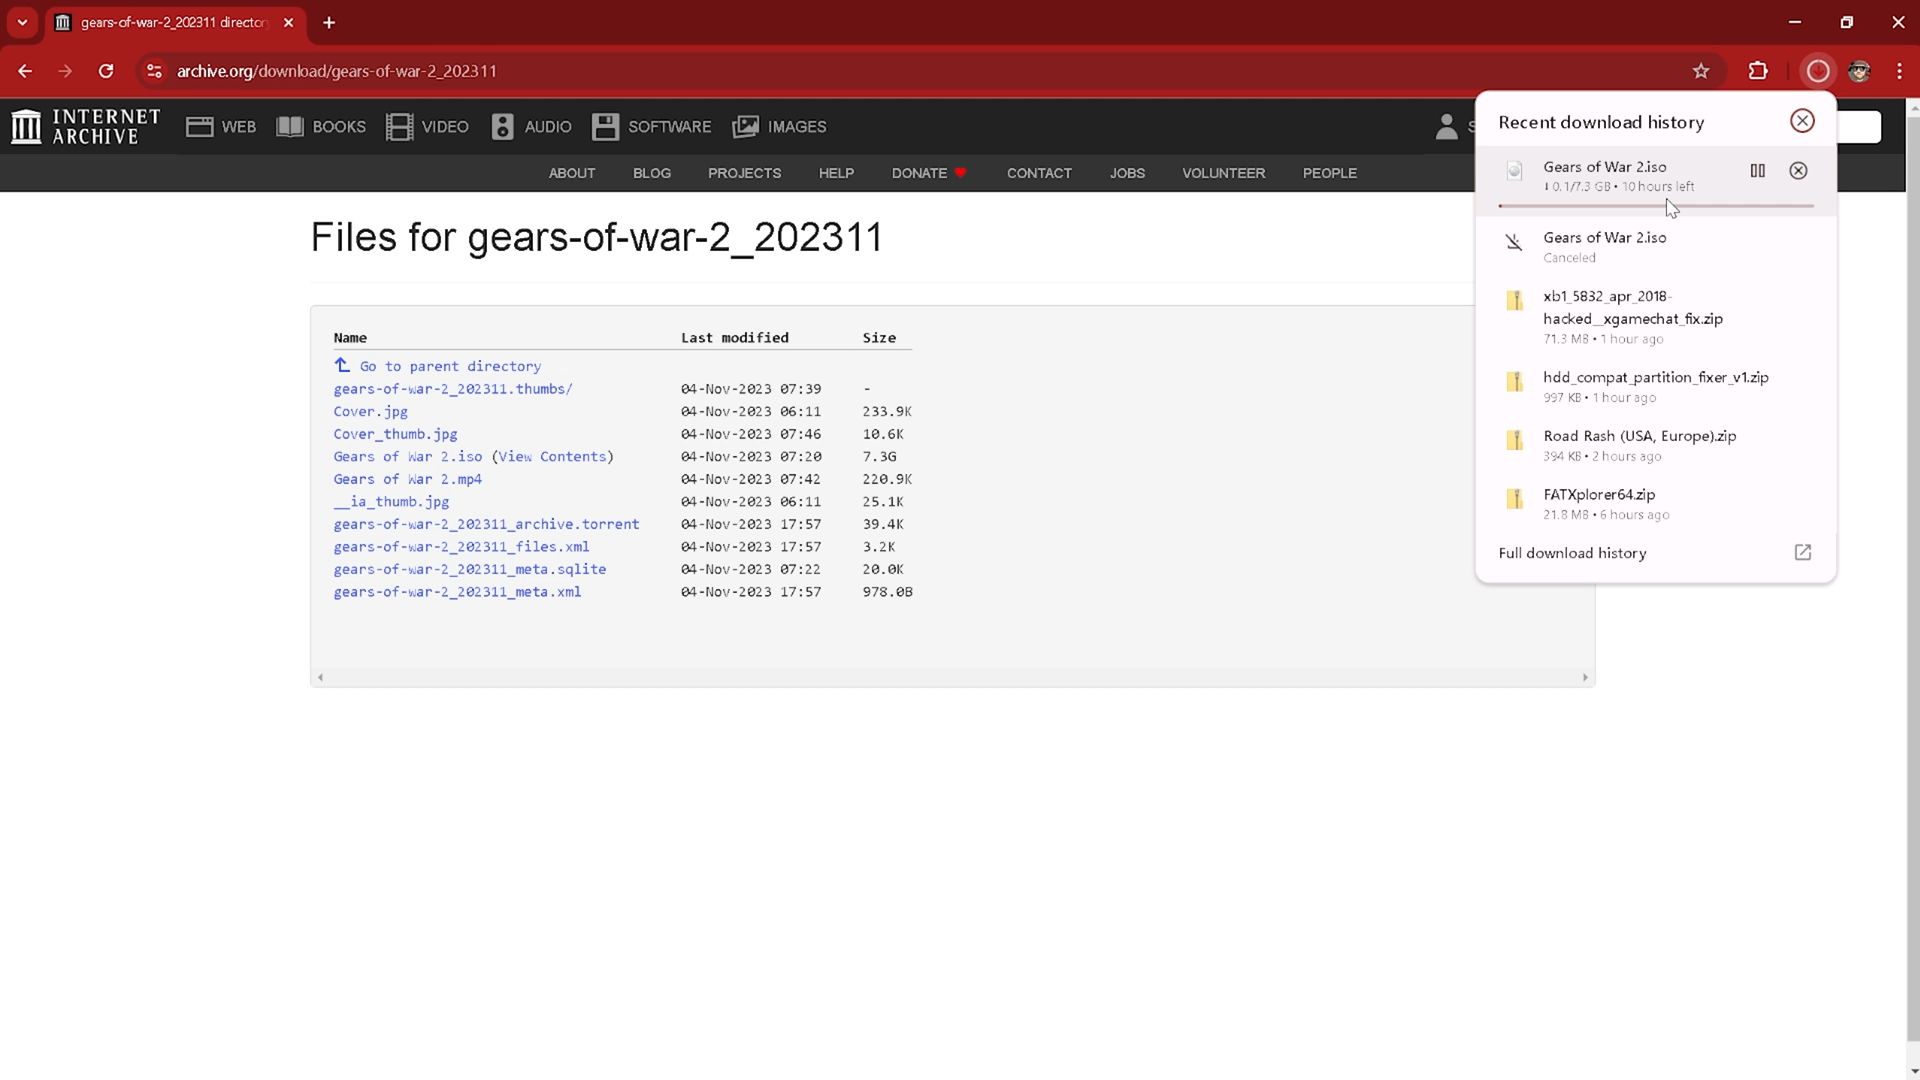 gears-of-war-2_202311 director
archive.org/download/gears-of-war-2_202311
INTERNET ARCHIVE
WEB BOOKS VIDEO AUDIO SOFTWARE IMAGES S
ABOUT BLOG PROJECTS HELP DONATE CONTACT JOBS VOLUNTEER PEOPLE
Files for gears-of-war-2_202311
Name Last modified Size
Go to parent directory
gears-of-war-2_202311.thumbs/ 04-Nov-2023 07:39 -
Cover.jpg 04-Nov-2023 06:11 233.9K
Cover_thumb.jpg 04-Nov-2023 07:46 10.6K
Gears of War 2.iso (View Contents) 04-Nov-2023 07:20 7.3G
Gears of War 2.mp4 04-Nov-2023 07:42 220.9K
__ia_thumb.jpg 04-Nov-2023 06:11 25.1K
gears-of-war-2_202311_archive.torrent 04-Nov-2023 17:57 39.4K
gears-of-war-2_202311_files.xml 04-Nov-2023 17:57 3.2K
gears-of-war-2_202311_meta.sqlite 04-Nov-2023 07:22 20.0K
gears-of-war-2_202311_meta.xml 04-Nov-2023 17:57 978.0B
Recent download history
Gears of War 2.iso
0.1/7.3 GB • 10 hours left
Gears of War 2.iso
Canceled
xb1_5832_apr_2018-
hacked__xgamechat_fix.zip
71.3 MB • 1 hour ago
hdd_compat_partition_fixer_v1.zip
997 KB • 1 hour ago
Road Rash (USA, Europe).zip
394 KB • 2 hours ago
FATXplorer64.zip
21.8 MB • 6 hours ago
Full download history